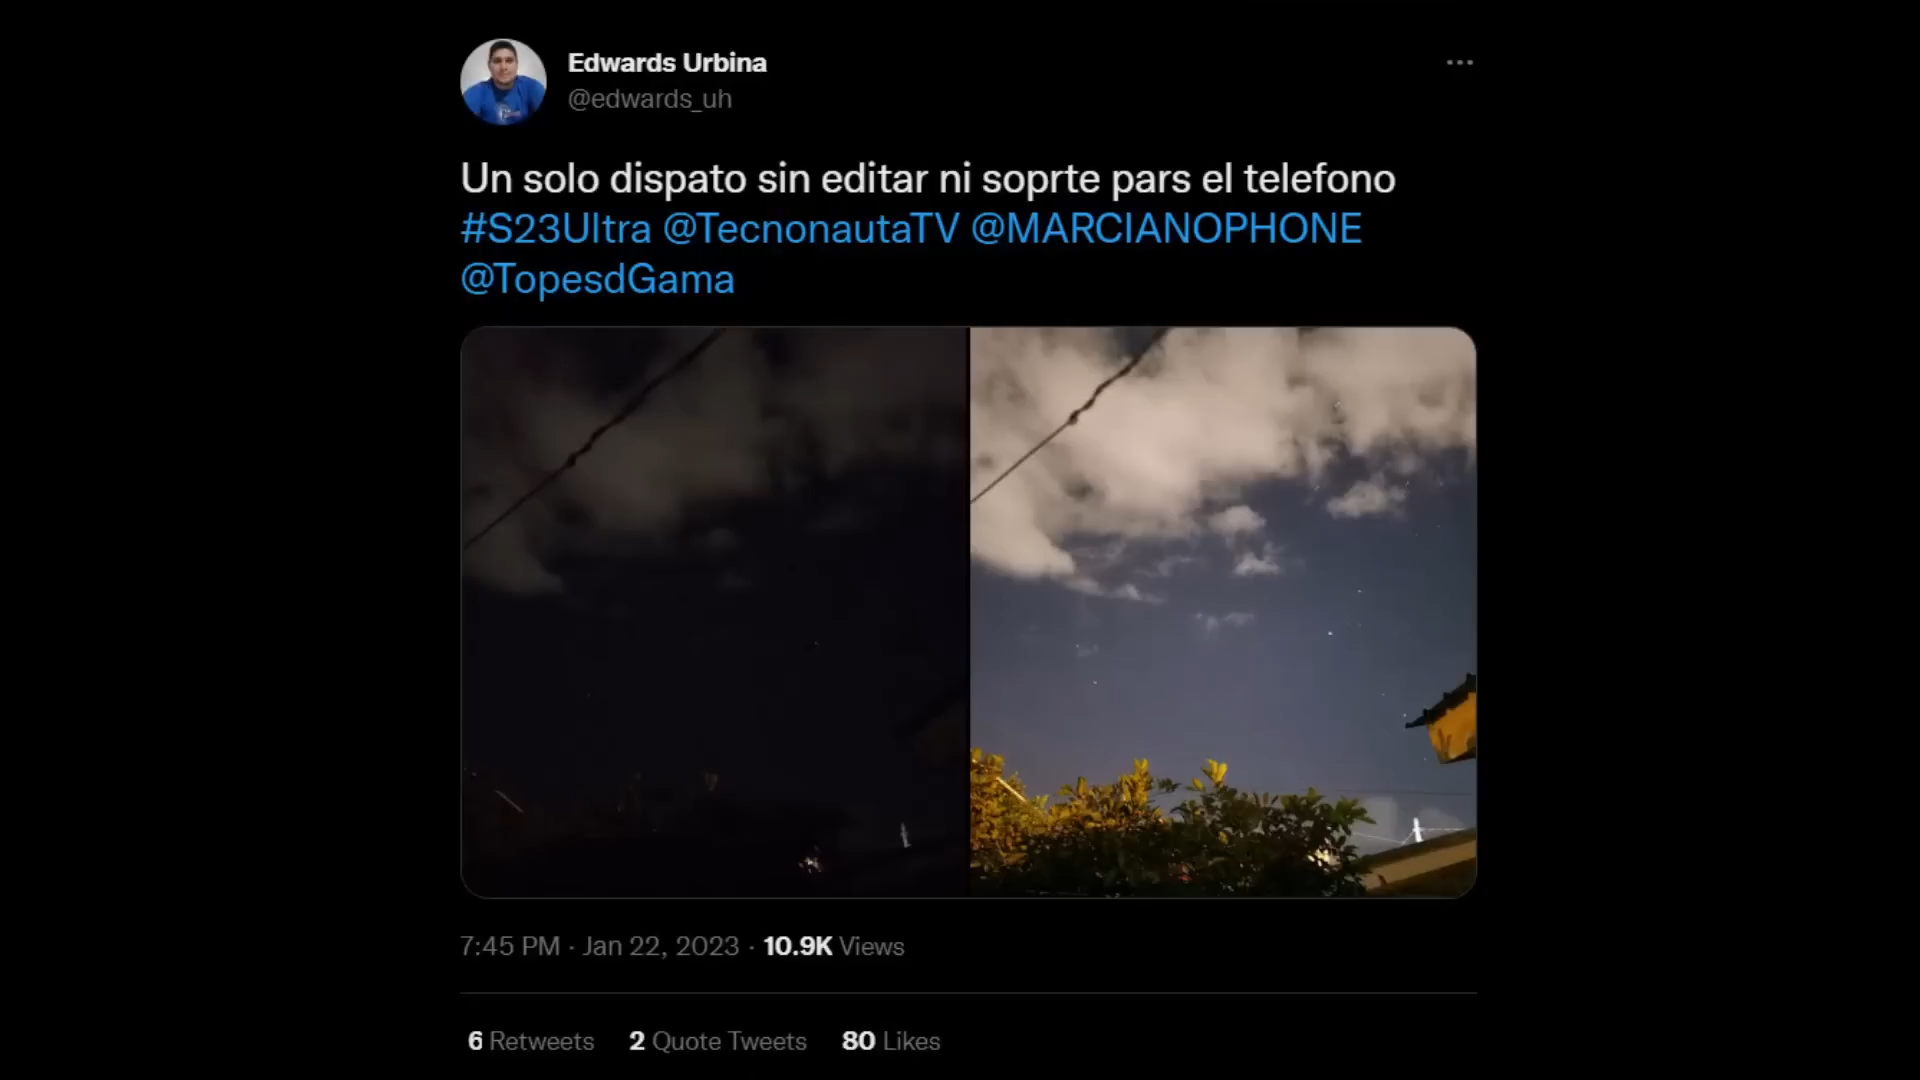 Edwards Urbina
@edwards_uh
Un solo dispato sin editar ni soprte pars el telefono
#S23Ultra @TecnonautaTV @MARCIANOPHONE
@TopesdGama
7:45 PM · Jan 22, 2023 · 10.9K Views
6 Retweets 2 Quote Tweets 80 Likes